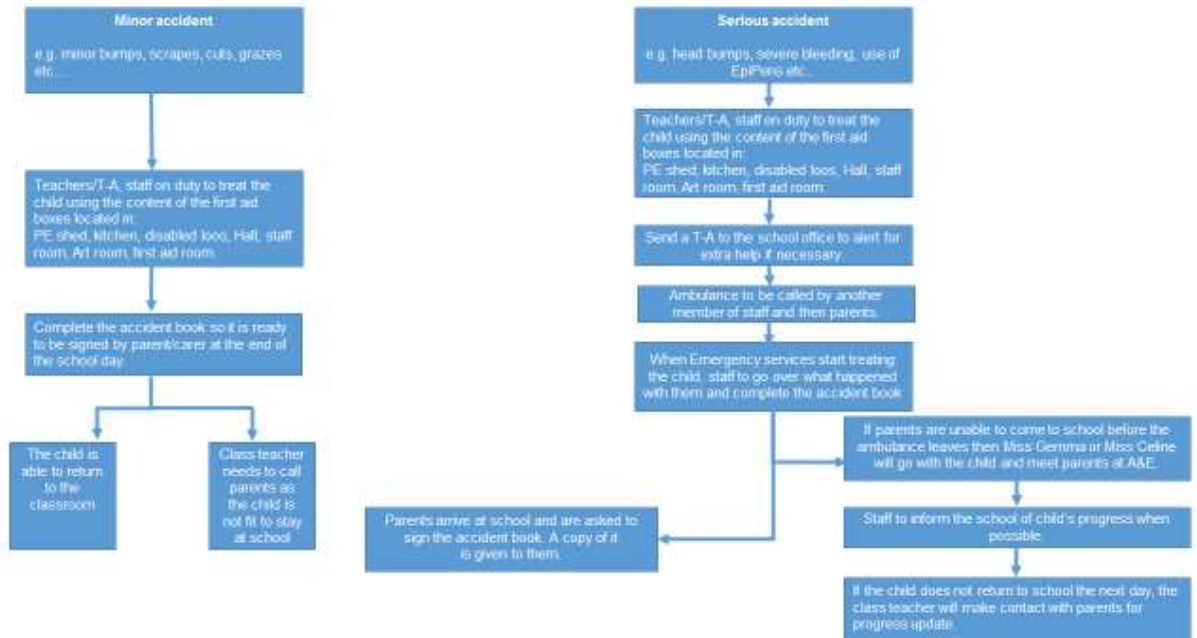 Minor accident
e.g. minor bumps, scrapes, cuts, grazes
etc...
Teachers/T-A, staff on duty to treat the
child using the content of the first aid
boxes located in:
PE shed, kitchen, disabled loos, Hall, staff
room, Art room, first aid room.
Complete the accident book so it is ready
to be signed by parent/carer at the end of
the school day.
The child is
able to return
to the
classroom
Class teacher
needs to call
parents as
the child is
not fit to stay
at school
Serious accident
e.g. head bumps, severe bleeding, use of
EpiPens etc..
Teachers/T-A, staff on duty to treat the
child using the content of the first aid
boxes located in:
PE shed, kitchen, disabled loos, Hall, staff
room, Art room, first aid room
Send a T-A to the school office to alert for
extra help if necessary.
Ambulance to be called by another
member of staff and then parents.
When Emergency services start treating
the child, staff to go over what happened
with them and complete the accident book
Parents arrive at school and are asked to
sign the accident book. A copy of it
is given to them.
If parents are unable to come to school before the
ambulance leaves then Miss Gemma or Miss Celine
will go with the child and meet parents at A&E.
Staff to inform the school of child's progress when
possible.
If the child does not return to school the next day, the
class teacher will make contact with parents for
progress update.